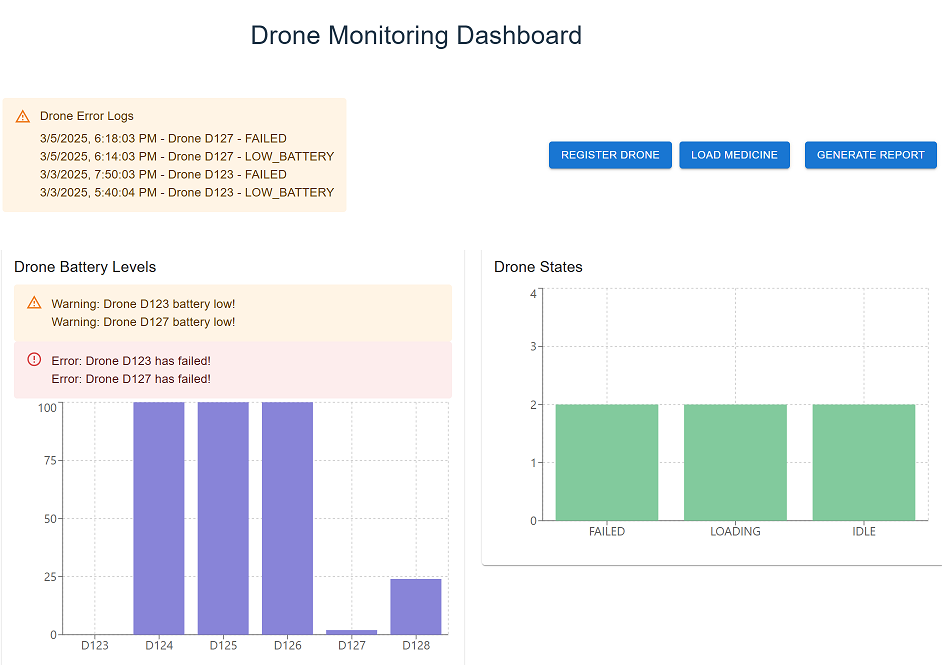 Drone Monitoring Dashboard
Drone Error Logs
3/5/2025, 6:18:03 PM - Drone D127 - FAILED
3/5/2025, 6:14:03 PM - Drone D127 - LOW_BATTERY
3/3/2025, 7:50:03 PM - Drone D123 - FAILED
3/3/2025, 5:40:04 PM - Drone D123 - LOW_BATTERY
REGISTER DRONE
LOAD MEDICINE
GENERATE REPORT
Drone Battery Levels
Warning: Drone D123 battery low!
Warning: Drone D127 battery low!
Error: Drone D123 has failed!
Error: Drone D127 has failed!
100
75
50
25
0
D123 D124 D125 D126 D127 D128
Drone States
4
3
2
1
0
FAILED LOADING IDLE